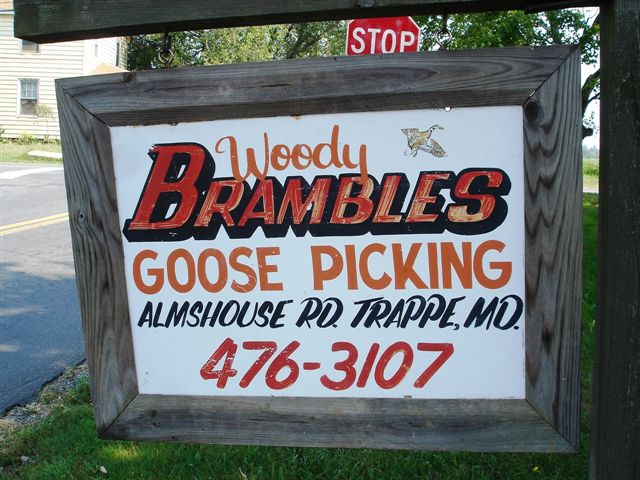 STOP
Woody
BRAMBLES
GOOSE PICKING
ALMSHOUSE RD. TRAPPE, MD.
476-3107